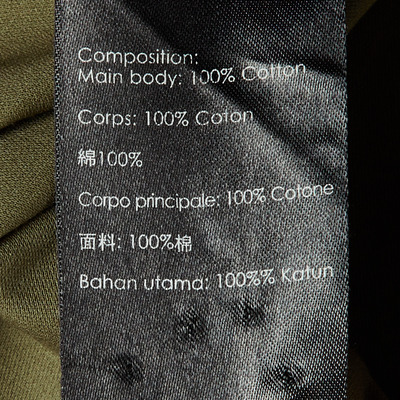 Composition:
Main body: 100% Cotton
Corps: 100% Coton
綿100%
Corpo principale: 100% Cotone
面料: 100%棉
Bahan utama: 100%% Katun